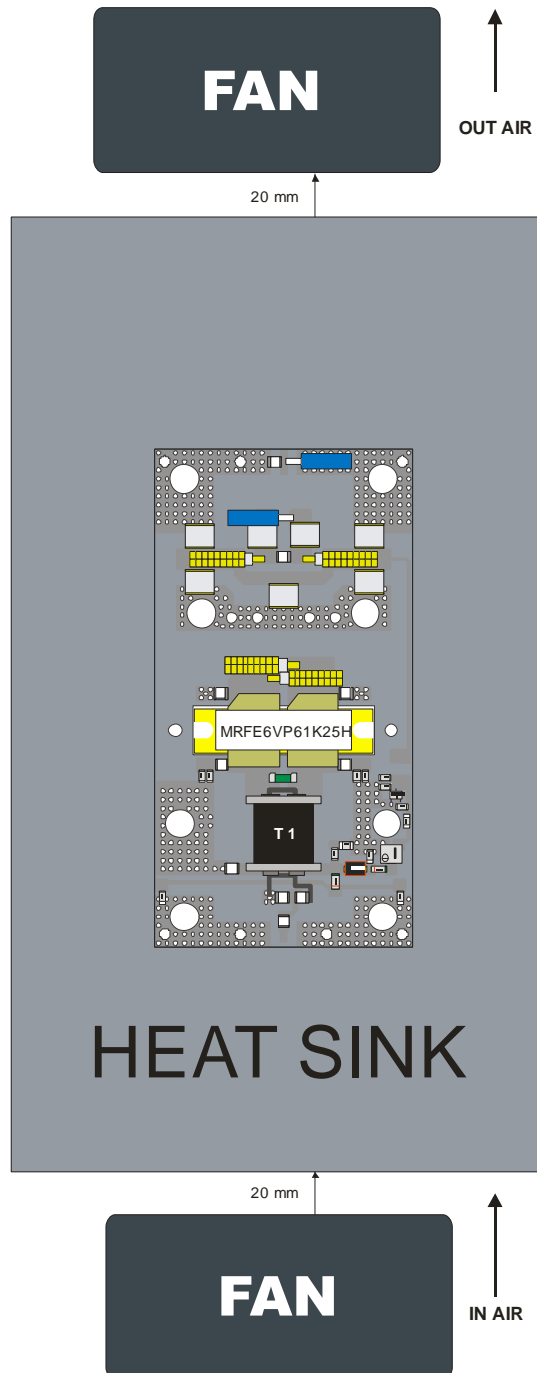 FAN
OUT AIR
20 mm
MRFE6VP61K25H
T 1
HEAT SINK
20 mm
FAN
IN AIR